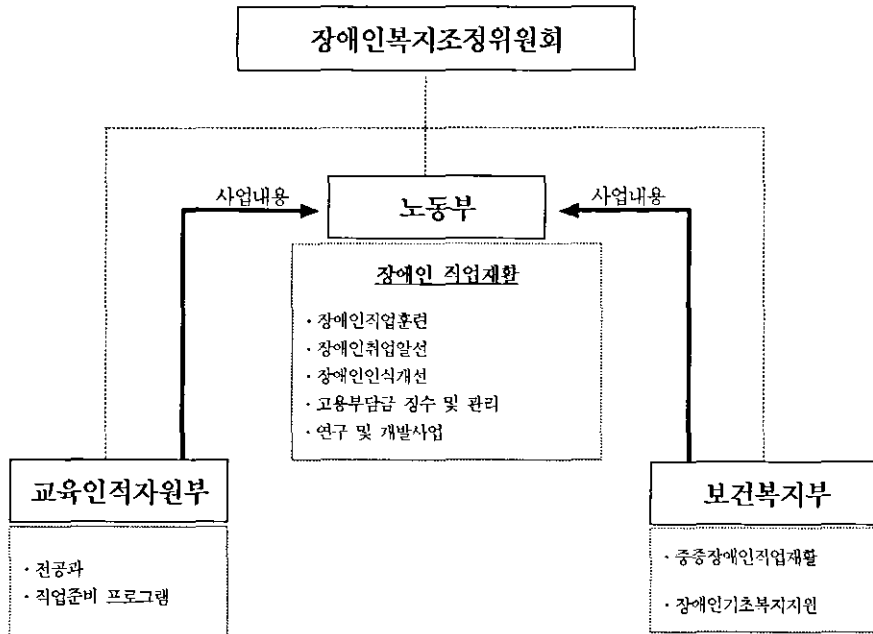 장애인복지조정위원회
사업내용
노동부
사업내용
장애인 직업재활
· 장애인직업훈련
· 장애인취업알선
· 장애인인식개선
· 고용부담금 징수 및 관리
· 연구 및 개발사업
교육인적자원부
· 전공과
· 직업준비 프로그램
보건복지부
· 중증장애인직업재활
· 장애인기초복지지원